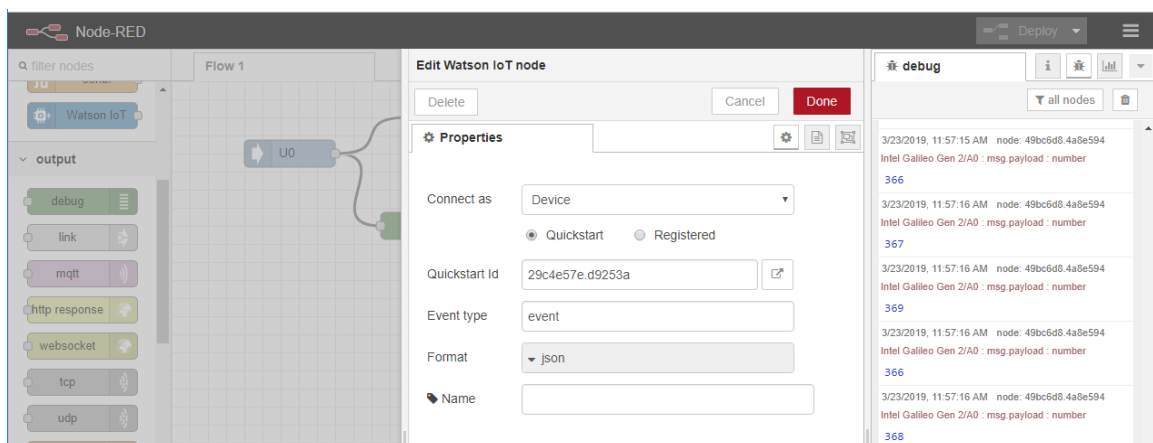 Node-RED
Deploy
filter nodes
Watson IoT
output
debug
link
mqtt
http response
websocket
tcp
udp
Flow 1
U0
Edit Watson IoT node
Delete
Cancel
Done
Properties
Connect as
Device
Quickstart
Registered
Quickstart Id
29c4e57e.d9253a
Event type
event
Format
json
Name
debug
i
all nodes
3/23/2019, 11:57:15 AM node: 49bc6d8.4a8e594
Intel Galileo Gen 2/A0 : msg.payload : number
366
3/23/2019, 11:57:16 AM node: 49bc6d8.4a8e594
Intel Galileo Gen 2/A0 : msg.payload : number
367
3/23/2019, 11:57:16 AM node: 49bc6d8.4a8e594
Intel Galileo Gen 2/A0 : msg.payload : number
369
3/23/2019, 11:57:16 AM node: 49bc6d8.4a8e594
Intel Galileo Gen 2/A0 : msg.payload : number
366
3/23/2019, 11:57:16 AM node: 49bc6d8.4a8e594
Intel Galileo Gen 2/A0 : msg.payload : number
368